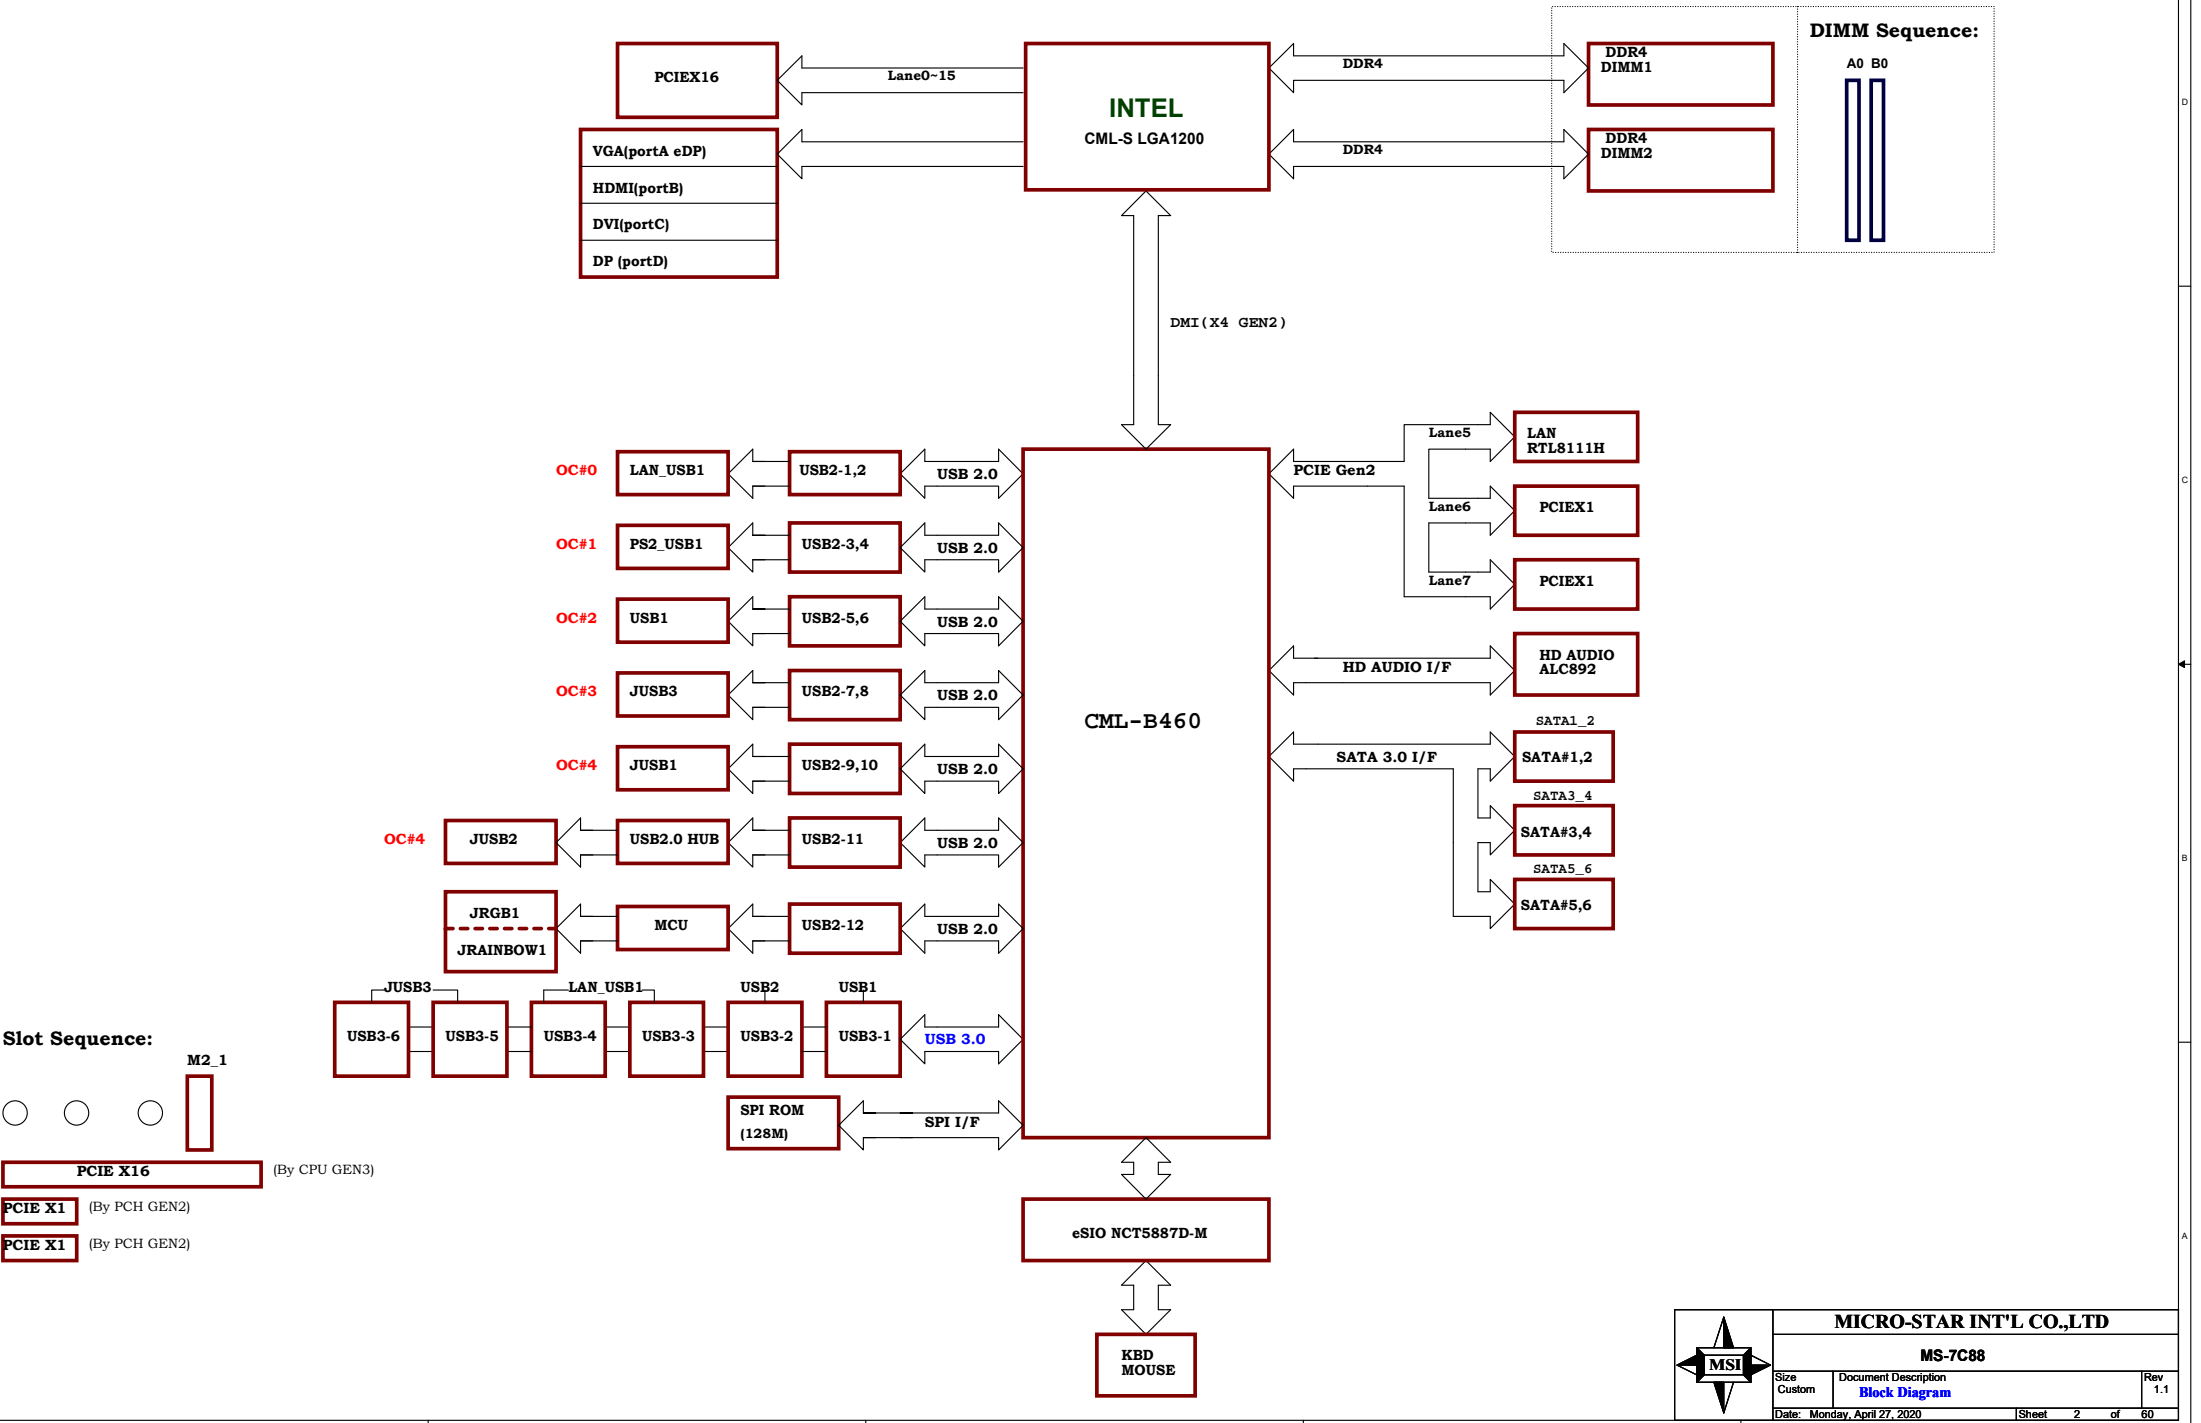 DIMM Sequence:
A0 B0
PCIEX16
Lane0~15
INTEL
CML-S LGA1200
DDR4
DDR4
DIMM1
DDR4
DDR4
DIMM2
VGA(portA eDP)
HDMI(portB)
DVI(portC)
DP (portD)
D
DMI(X4 GEN2)
OC#0
LAN_USB1
USB2-1,2
USB 2.0
OC#1
PS2_USB1
USB2-3,4
USB 2.0
OC#2
USB1
USB2-5,6
USB 2.0
OC#3
JUSB3
USB2-7,8
USB 2.0
OC#4
JUSB1
USB2-9,10
USB 2.0
OC#4
JUSB2
USB2.0 HUB
USB2-11
USB 2.0
JRGB1
JRAINBOW1
MCU
USB2-12
USB 2.0
CML-B460
PCIE Gen2
Lane5
LAN
RTL8111H
Lane6
PCIEX1
Lane7
PCIEX1
C
HD AUDIO I/F
HD AUDIO
ALC892
SATA 3.0 I/F
SATA1_2
SATA#1,2
SATA3_4
SATA#3,4
SATA5_6
SATA#5,6
B
JUSB3
LAN_USB1
USB2
USB1
USB3-6
USB3-5
USB3-4
USB3-3
USB3-2
USB3-1
USB 3.0
SPI ROM
(128M)
SPI I/F
Slot Sequence:
M2_1
PCIE X16
(By CPU GEN3)
PCIE X1
(By PCH GEN2)
PCIE X1
(By PCH GEN2)
eSIO NCT5887D-M
KBD
MOUSE
A
MSI
MICRO-STAR INT'L CO.,LTD
MS-7C88
Size
Custom
Document Description
Block Diagram
Rev
1.1
Date: Monday, April 27, 2020
Sheet 2 of 60